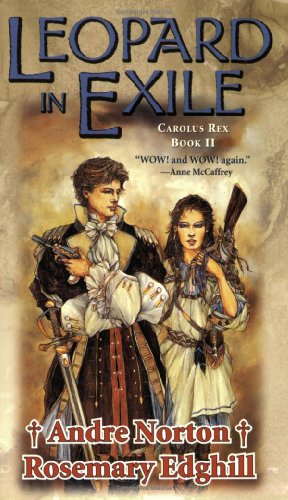 LEOPARD
IN EXILE
CAROLUS REX
BOOK II
"WOW! and WOW! again."
—Anne McCaffrey
† Andre Norton †
Rosemary Edghill